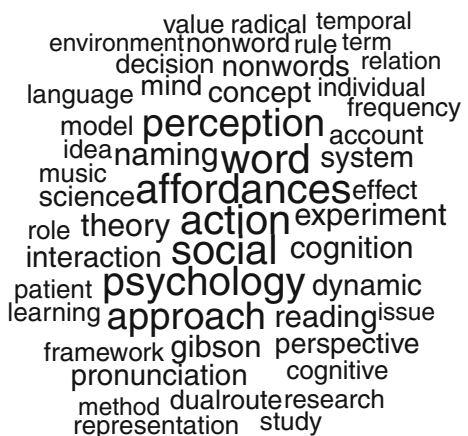 value radical temporal
environment nonword rule term
decision nonwords relation
language mind concept individual
frequency
model perception account
idea naming word system
music
science affordances effect
role theory action experiment
interaction social cognition
patient psychology dynamic
learning approach reading issue
framework gibson perspective
pronunciation cognitive
method dualroute research
representation study